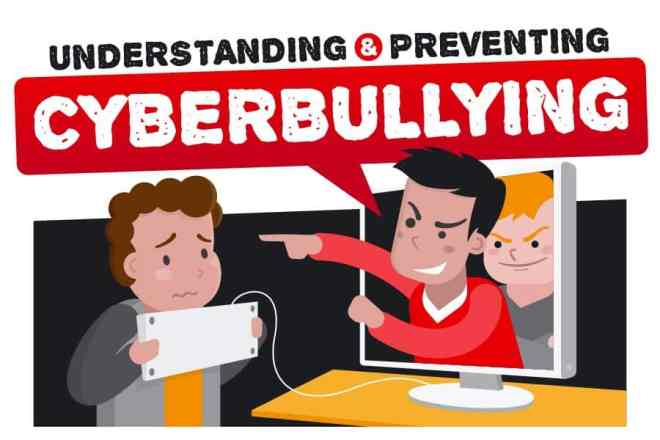 UNDERSTANDING & PREVENTING
CYBERBULLYING